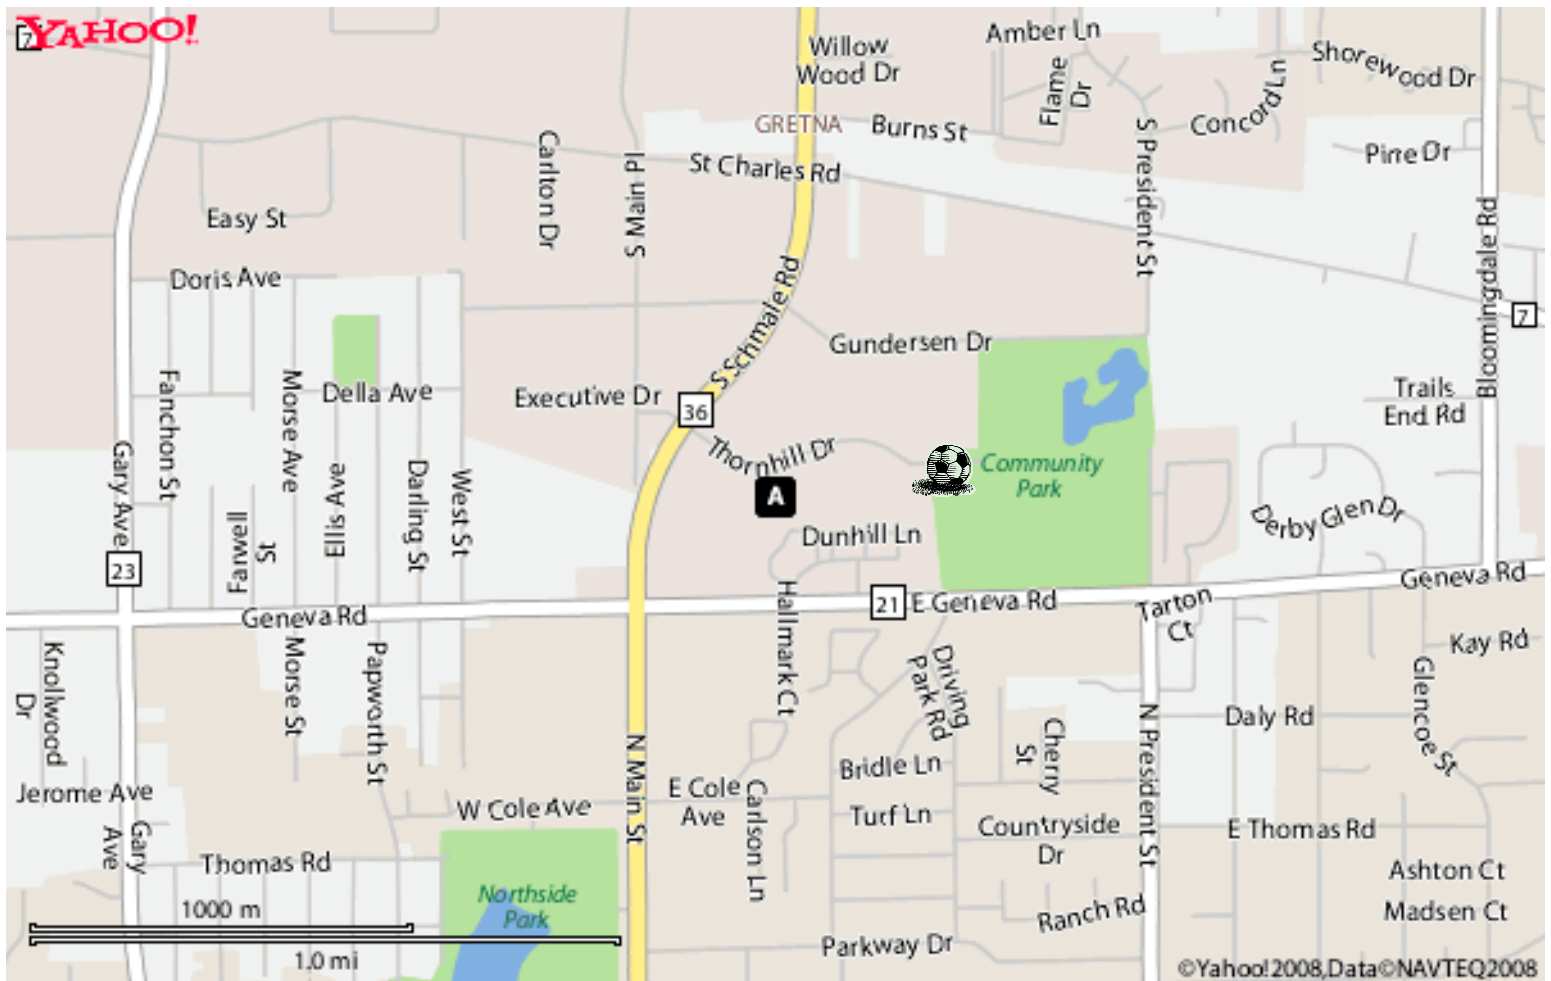 7
YAHOO!
Willow
Wood Dr
Amber Ln
Flame
Dr
Shorewood Dr
Concord Ln
GRETNA
Burns St
Pine Dr
S President St
Carlton Dr
S Main Pl
St Charles Rd
Easy St
Bloomingdale Rd
Doris Ave
S Schmale Rd
7
Gundersen Dr
Fanchon St
Morse Ave
Della Ave
Executive Dr
36
Trails
End Rd
Thornhill Dr
Gary Ave
Ellis Ave
Darling St
West St
A
Community
Park
Farwell
St
Derby Glen Dr
Dunhill Ln
23
Geneva Rd
Hallmark Ct
21
E Geneva Rd
Tarton
Ct
Geneva Rd
Kay Rd
Knollwood
Dr
Morse St
Papworth St
Driving
Park Rd
Glencoe St
N President St
Daly Rd
Cherry
St
N Main St
Bridle Ln
Jerome Ave
W Cole Ave
E Cole
Ave
Carlson Ln
Turf Ln
Countryside
Dr
E Thomas Rd
Gary
Ave
Thomas Rd
Ashton Ct
Northside
Park
1000 m
Ranch Rd
Madsen Ct
Parkway Dr
1.0 mi
©Yahoo! 2008, Data © NAVTEQ 2008